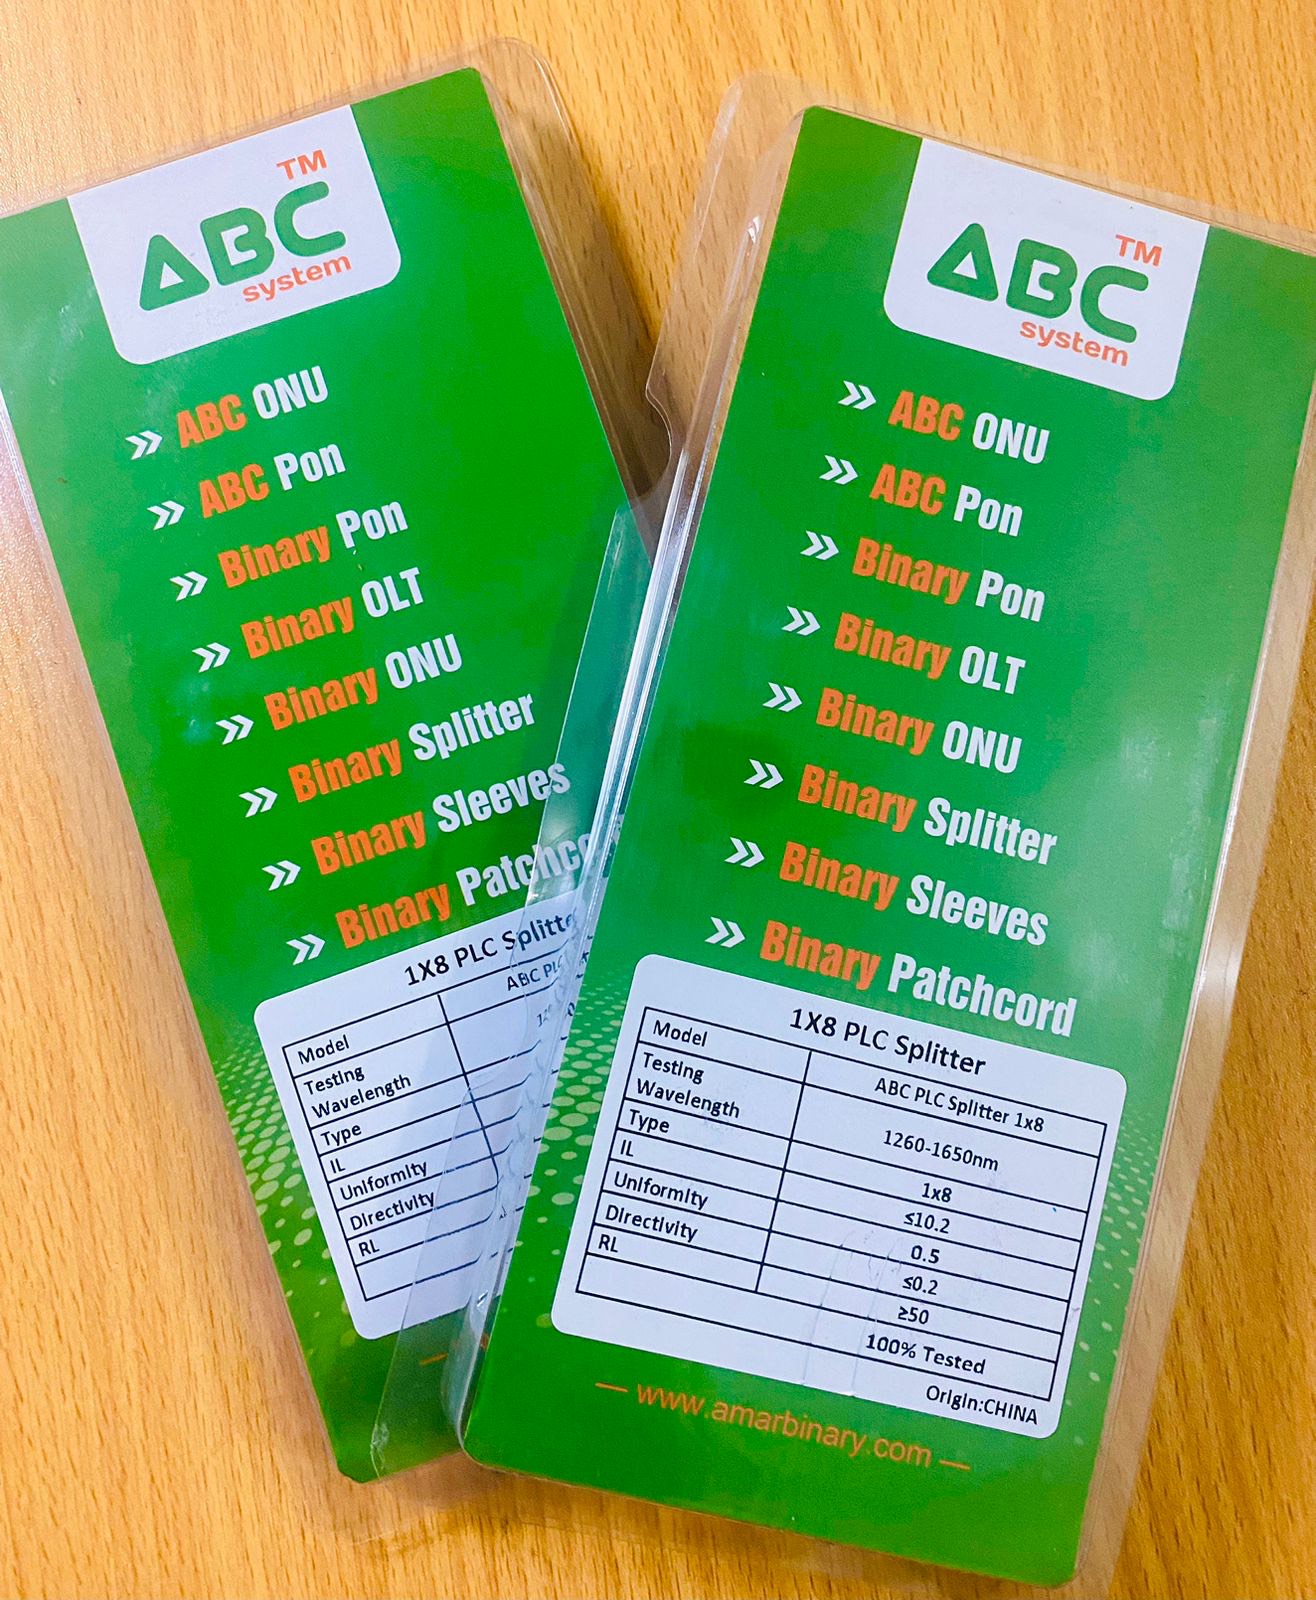 TM
ABC
system
» ABC ONU
» ABC Pon
» Binary Pon
» Binary OLT
» Binary ONU
» Binary Splitter
» Binary Sleeves
» Binary
1X8 PLC
Model ABC
Testing
Wavelength
Type
IL
Uniformity
Directivity
RL
TM
ABC
system
» ABC ONU
» ABC Pon
» Binary Pon
» Binary OLT
» Binary ONU
» Binary Splitter
» Binary Sleeves
» Binary Patchcord
1X8 PLC Splitter
Model ABC PLC Splitter 1x8
Testing
Wavelength 1260-1650nm
Type 1x8
IL ≤10.2
Uniformity 0.5
Directivity ≤0.2
RL ≥50
100% Tested
Origin:CHINA
— www.amarbinary.com —